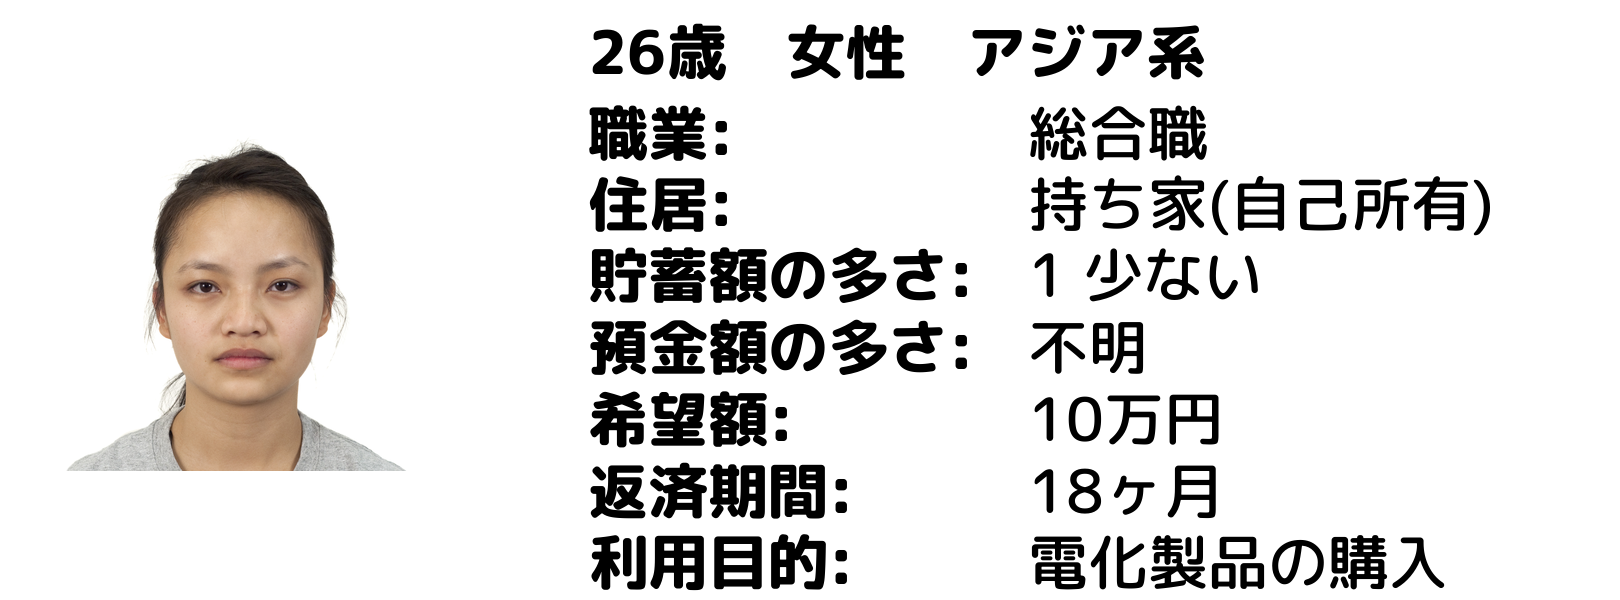 26歳　女性　アジア系
職業: 総合職
住居: 持ち家(自己所有)
貯蓄額の多さ: 1 少ない
預金額の多さ: 不明
希望額: 10万円
返済期間: 18ヶ月
利用目的: 電化製品の購入